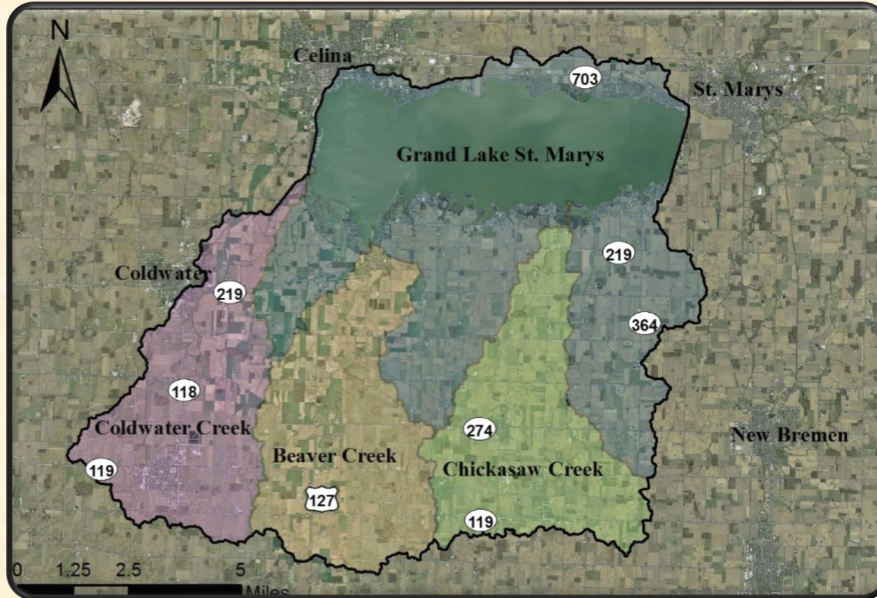 N
Celina
703
St. Marys
Grand Lake St. Marys
219
Coldwater
219
364
118
Coldwater Creek
274
New Bremen
Beaver Creek
Chickasaw Creek
119
127
119
0 1.25 2.5 5
Miles